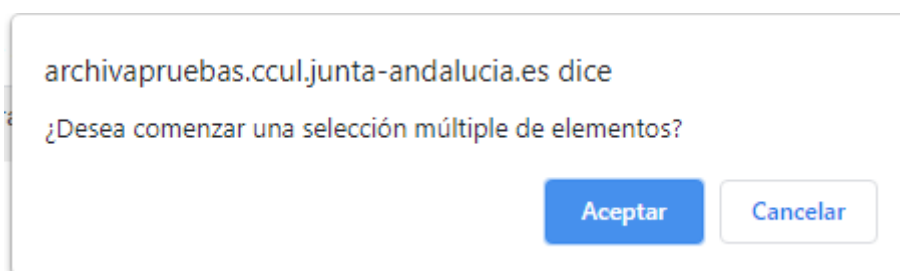 archivapruebas.ccul.junta-andalucia.es dice
¿Desea comenzar una selección múltiple de elementos?
Aceptar Cancelar